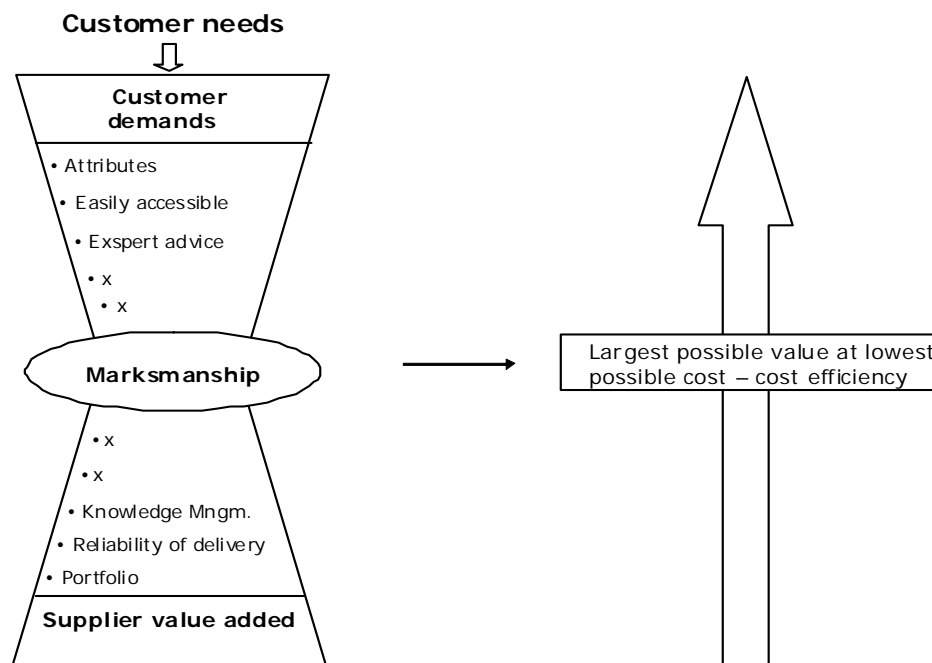 Customer needs
Customer
demands
• Attributes
• Easily accessible
• Exspert advice
• x
• x
Marksmanship
• x
• x
• Knowledge Mngm.
• Reliability of delivery
• Portfolio
Supplier value added
Largest possible value at lowest
possible cost – cost efficiency